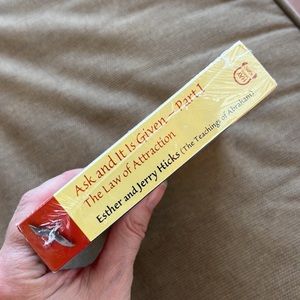 Ask and It Is Given – Part I
The Law of Attraction
Esther and Jerry Hicks (The Teachings of Abraham)